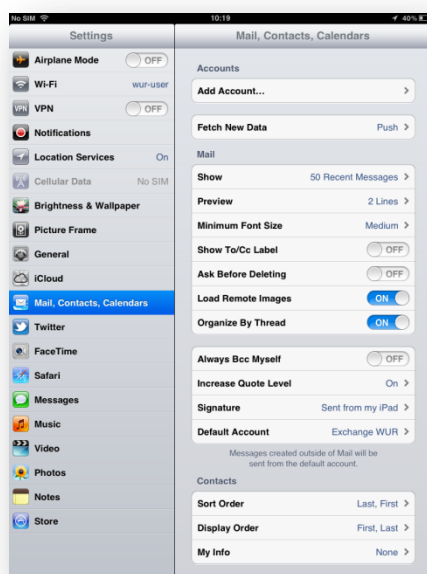 No SIM 10:19 40%
Settings
Airplane Mode OFF
Wi-Fi wur-user
VPN VPN OFF
Notifications
Location Services On
Cellular Data No SIM
Brightness & Wallpaper
Picture Frame
General
iCloud
Mail, Contacts, Calendars
Twitter
FaceTime
Safari
Messages
Music
Video
Photos
Notes
Store
Mail, Contacts, Calendars
Accounts
Add Account...
Fetch New Data Push
Mail
Show 50 Recent Messages
Preview 2 Lines
Minimum Font Size Medium
Show To/Cc Label OFF
Ask Before Deleting OFF
Load Remote Images ON
Organize By Thread ON
Always Bcc Myself OFF
Increase Quote Level On
Signature Sent from my iPad
Default Account Exchange WUR
Messages created outside of Mail will be
sent from the default account.
Contacts
Sort Order Last, First
Display Order First, Last
My Info None